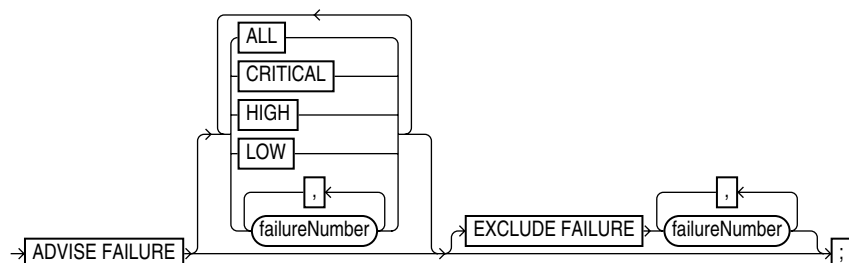 ALL
CRITICAL
HIGH
LOW
, ,
failureNumber EXCLUDE FAILURE failureNumber
ADVISE FAILURE ;